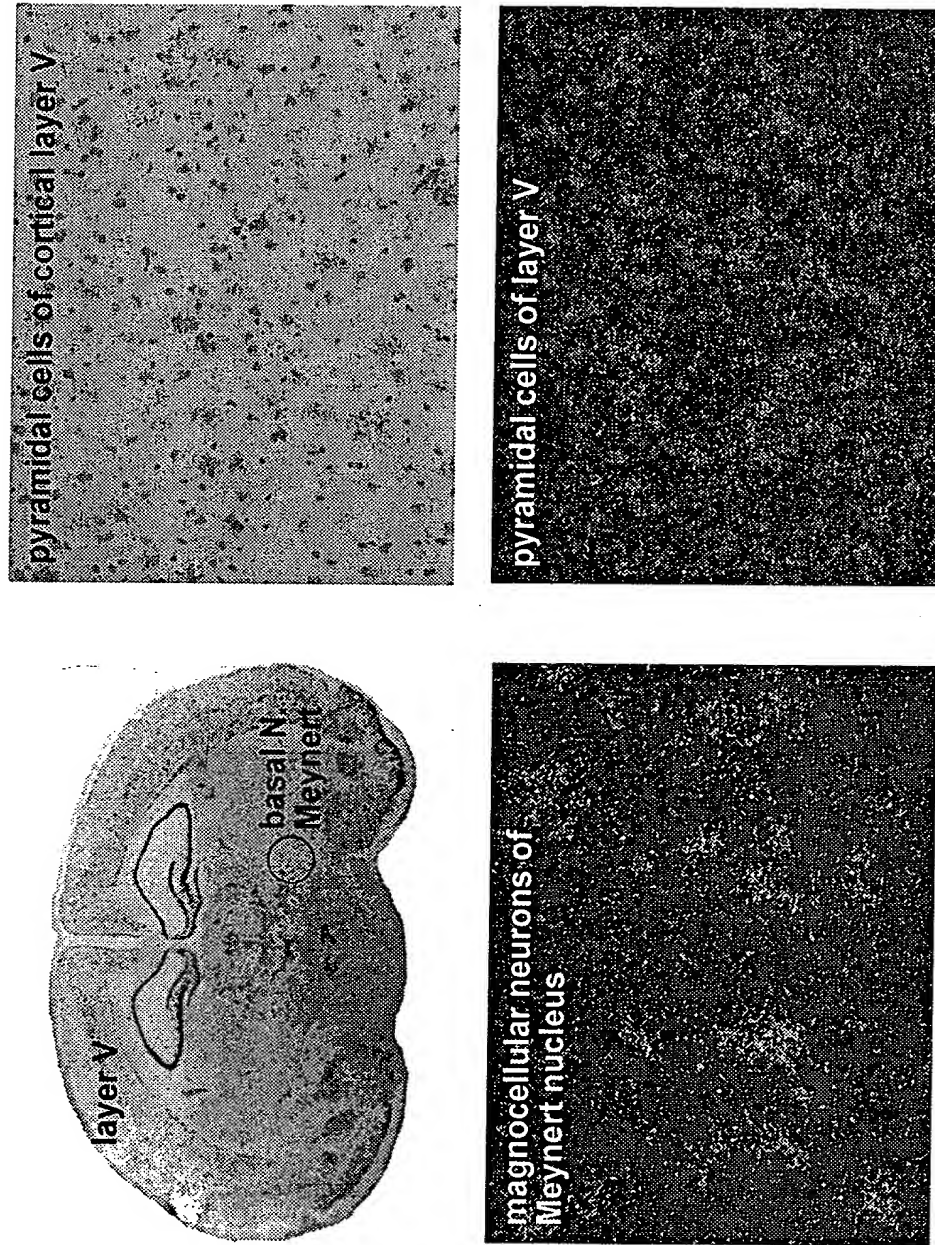 pyramidal cells of cortical layer V
layer V
basal N.
Meynert
pyramidal cells of layer V
magnocellular neurons of
Meynert nucleus